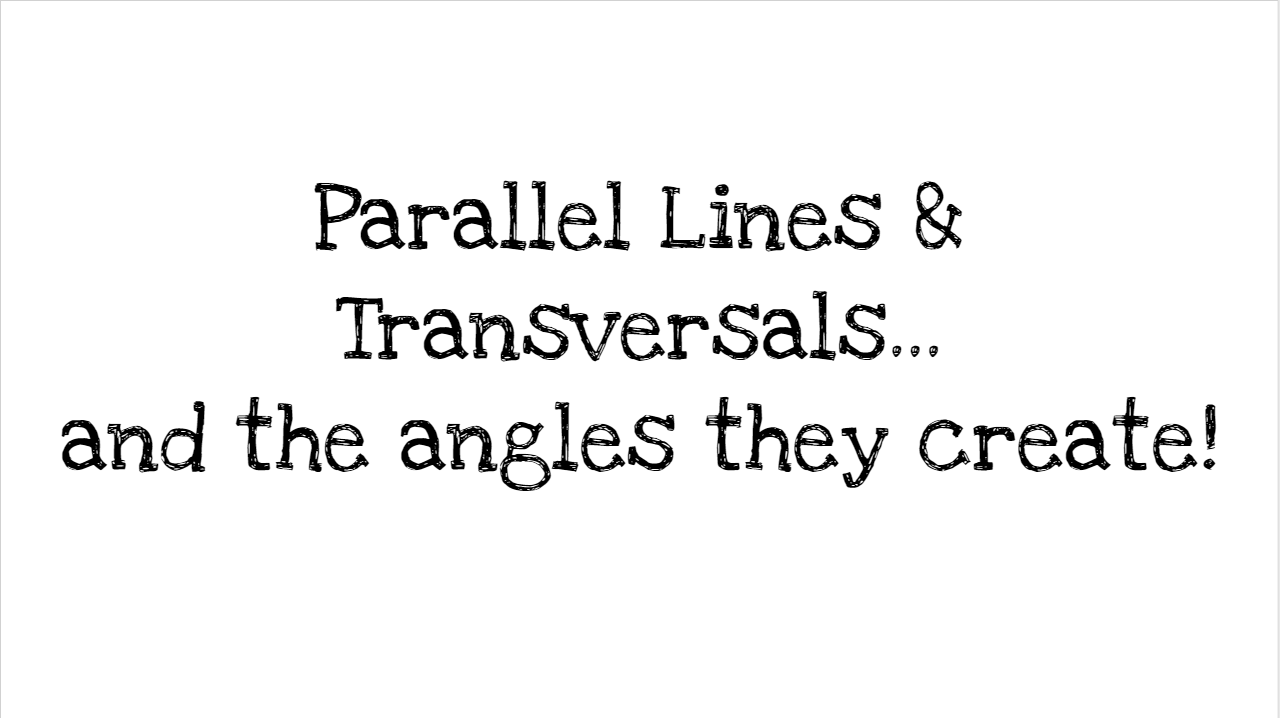 Parallel Lines &
Transversals...
and the angles they create!